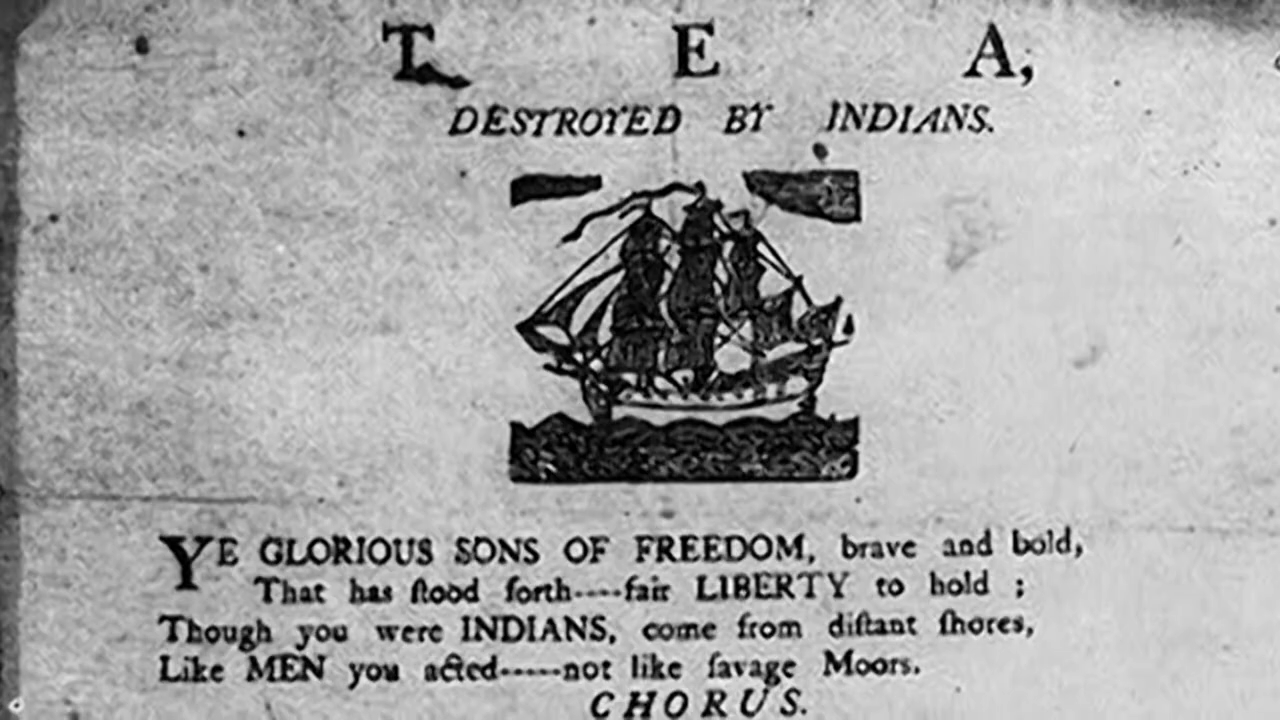 T E A,
DESTROYED BY INDIANS.
YE GLORIOUS SONS OF FREEDOM, brave and bold,
That has ſtood forth----fair LIBERTY to hold ;
Though you were INDIANS, come from diſtant ſhores,
Like MEN you acted-----not like ſavage Moors.
CHORUS.